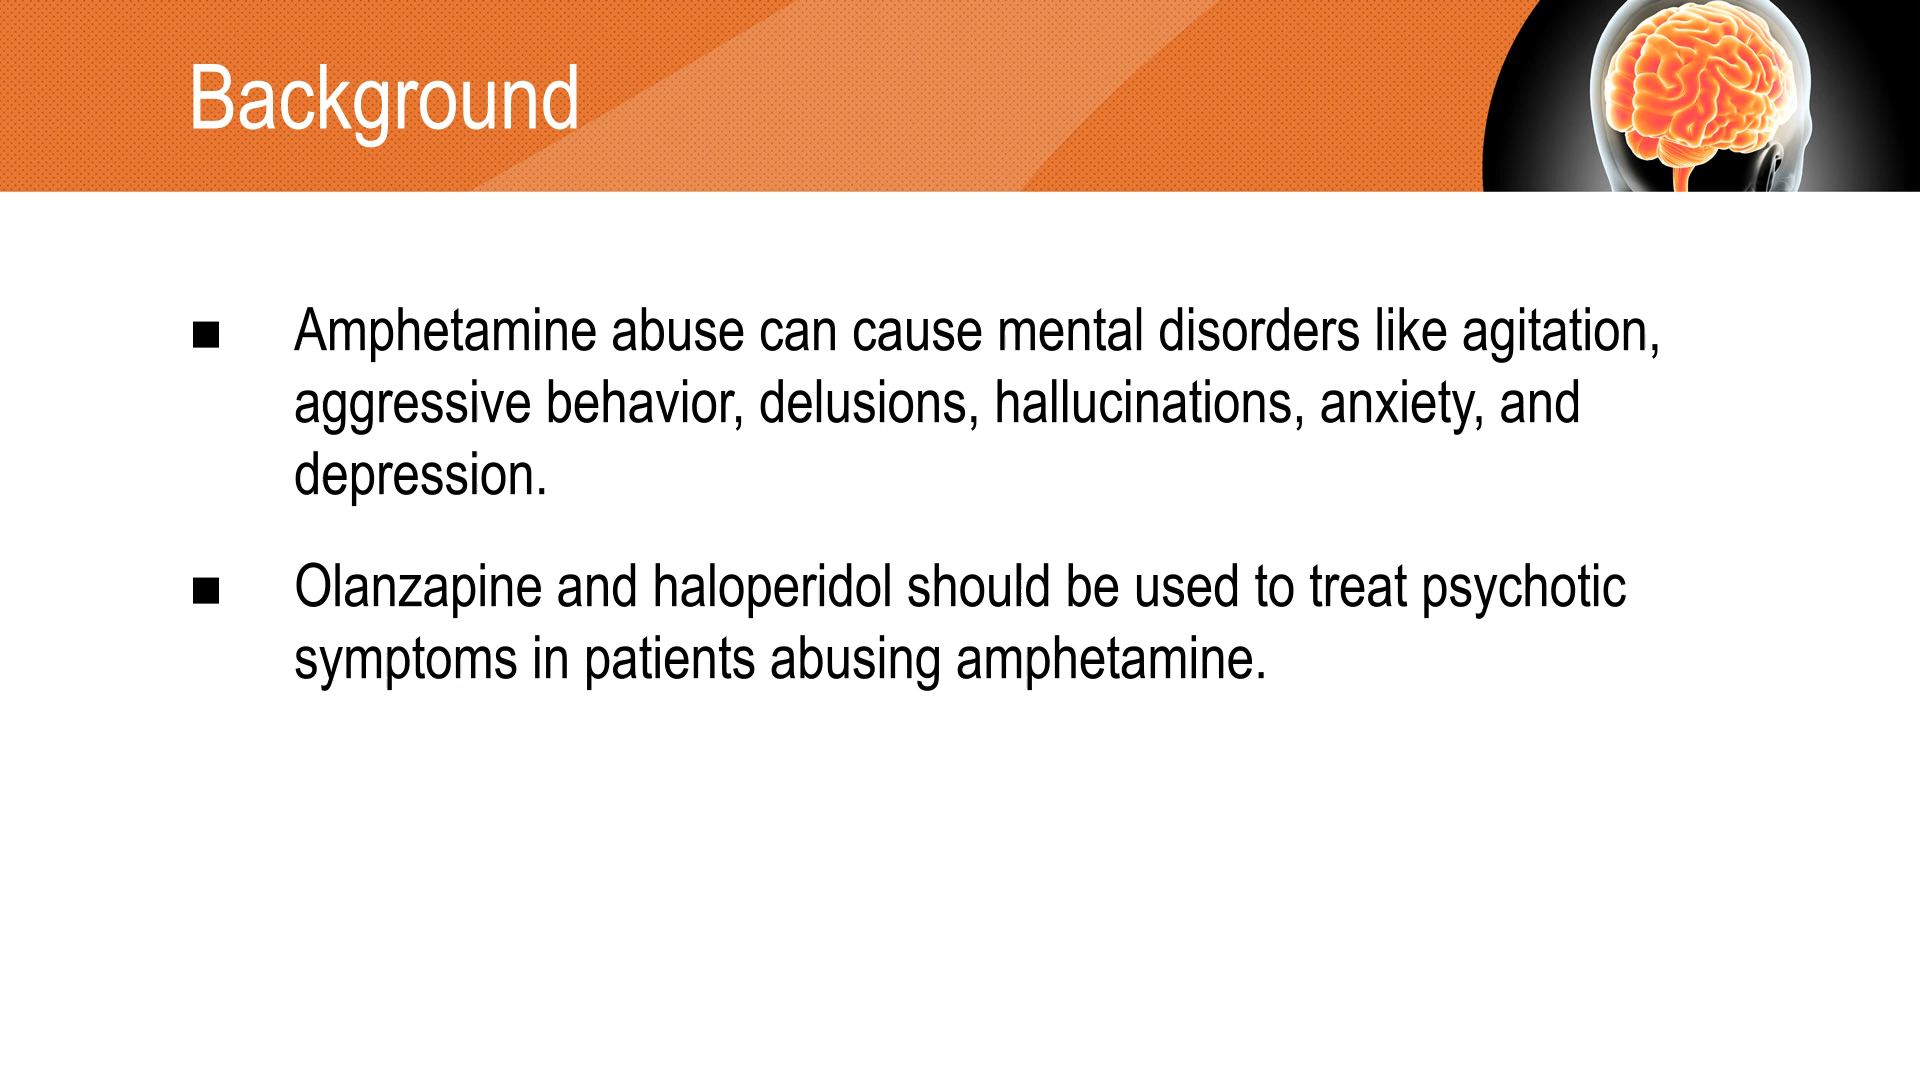 Background
■ Amphetamine abuse can cause mental disorders like agitation,
aggressive behavior, delusions, hallucinations, anxiety, and
depression.
■ Olanzapine and haloperidol should be used to treat psychotic
symptoms in patients abusing amphetamine.